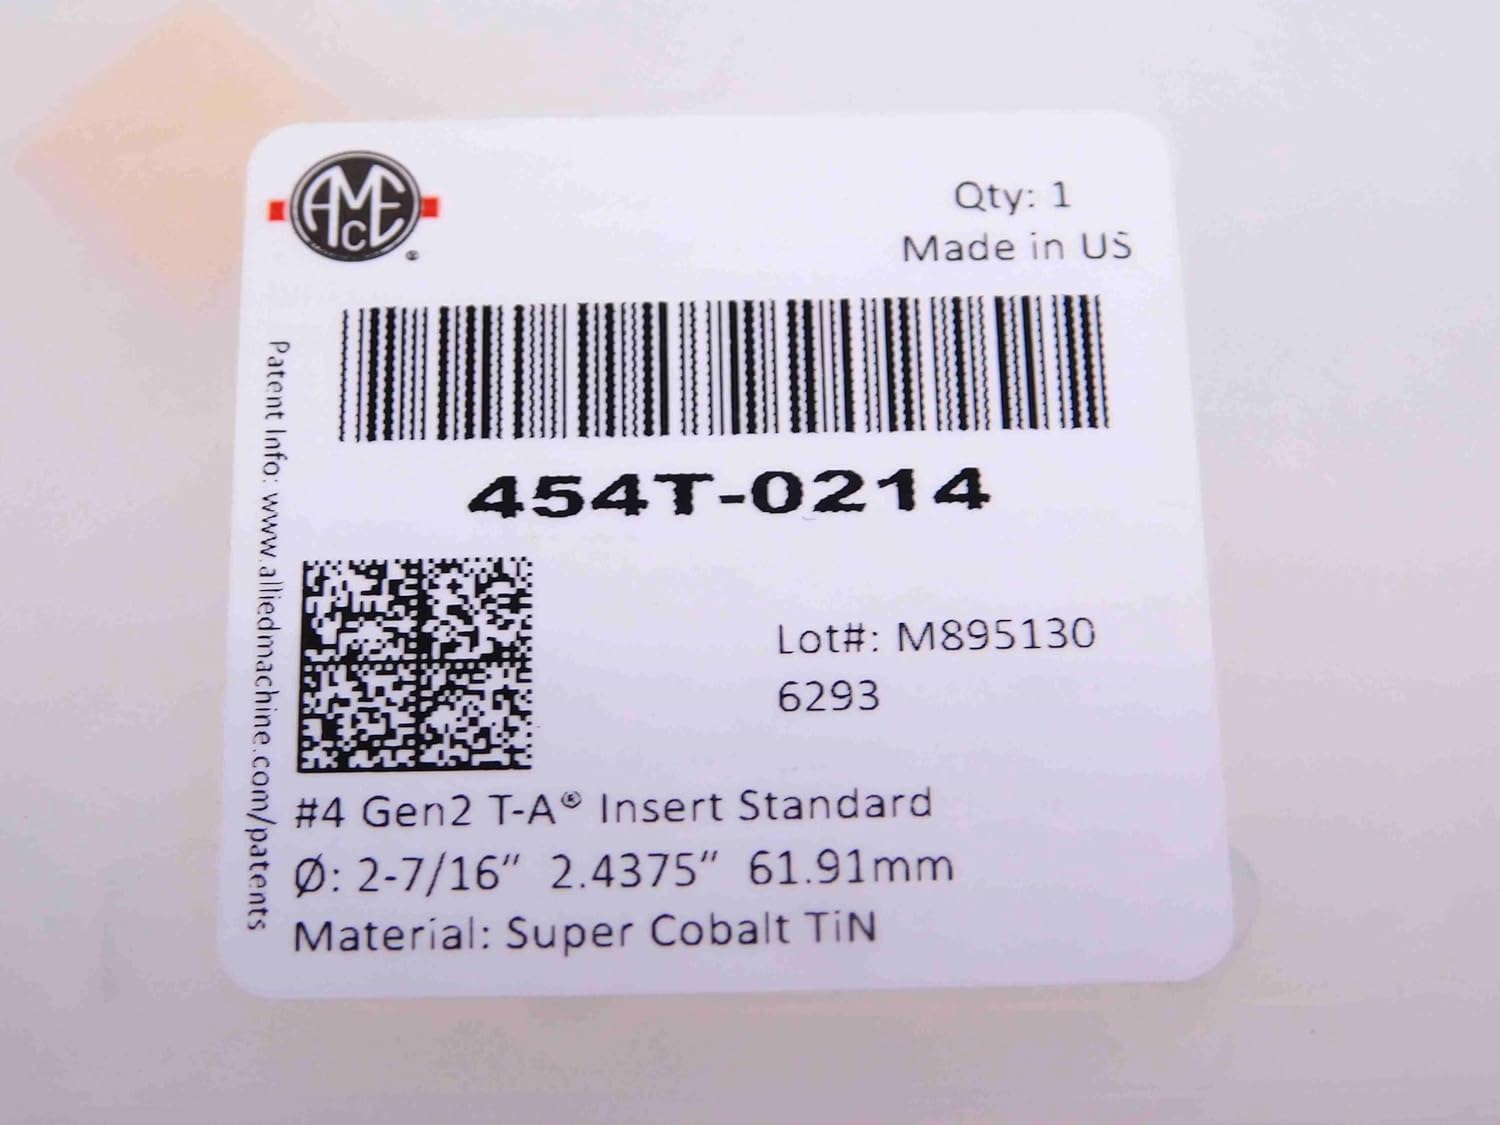 AMEC®
Qty: 1
Made in US
454T-0214
Patent Info: www.alliedmachine.com/patents
Lot#: M895130
6293
#4 Gen2 T-A® Insert Standard
Ø: 2-7/16” 2.4375” 61.91mm
Material: Super Cobalt TiN